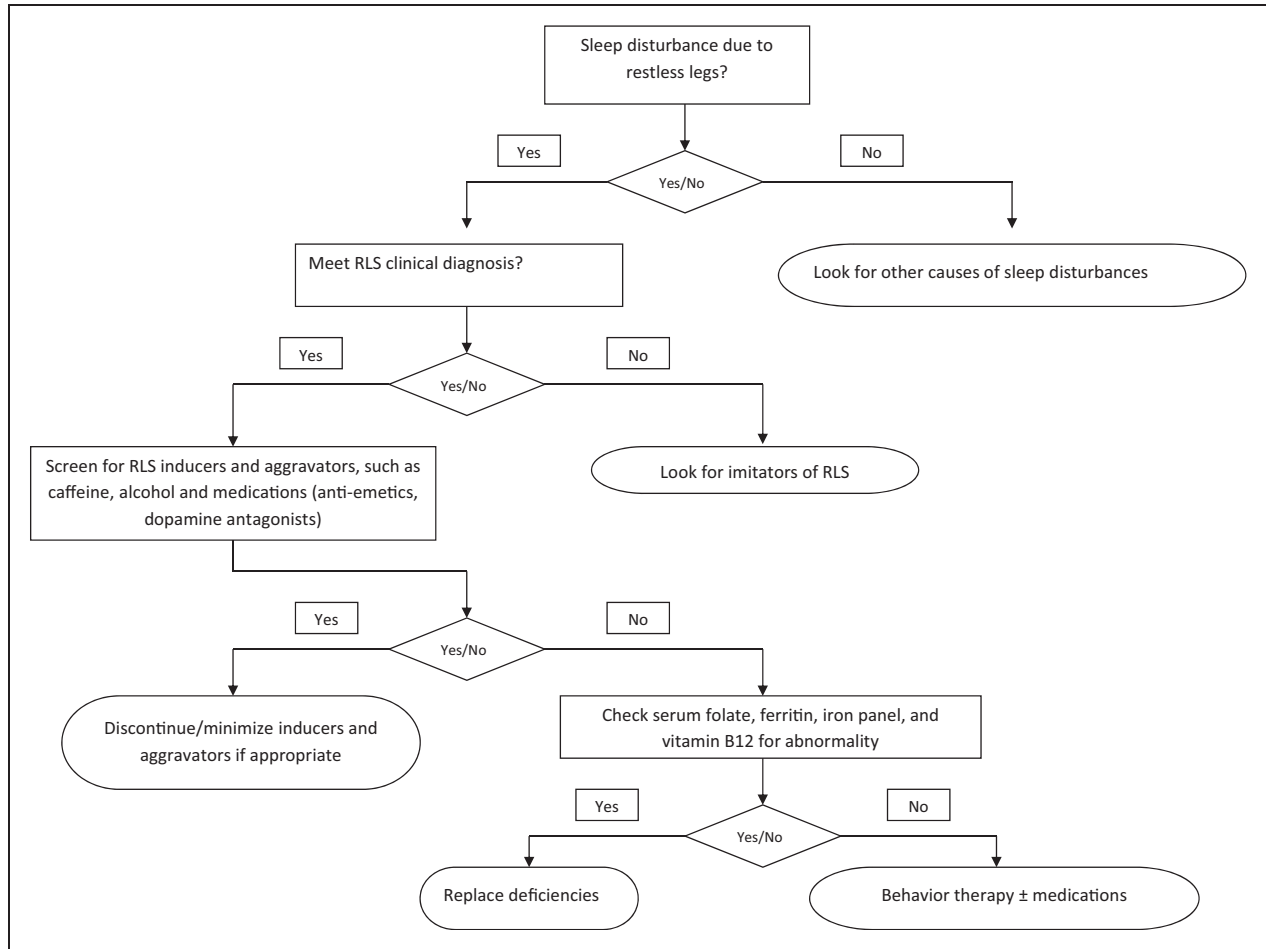 Sleep disturbance due to
restless legs?
Yes
No
Yes/No
Meet RLS clinical diagnosis?
Look for other causes of sleep disturbances
Yes
No
Yes/No
Screen for RLS inducers and aggravators, such as
caffeine, alcohol and medications (anti-emetics,
dopamine antagonists)
Look for imitators of RLS
Yes
No
Yes/No
Discontinue/minimize inducers and
aggravators if appropriate
Check serum folate, ferritin, iron panel, and
vitamin B12 for abnormality
Yes
No
Yes/No
Replace deficiencies
Behavior therapy ± medications